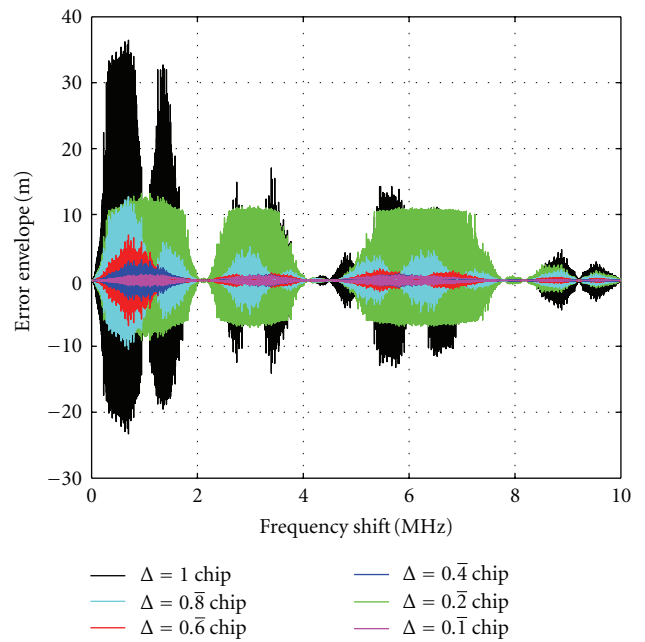 40
30
20
10
0
−10
−20
−30
Error envelope (m)
0 2 4 6 8 10
Frequency shift (MHz)
Δ = 1 chip
Δ = 0.8̅ chip
Δ = 0.6̅ chip
Δ = 0.4̅ chip
Δ = 0.2̅ chip
Δ = 0.1̅ chip